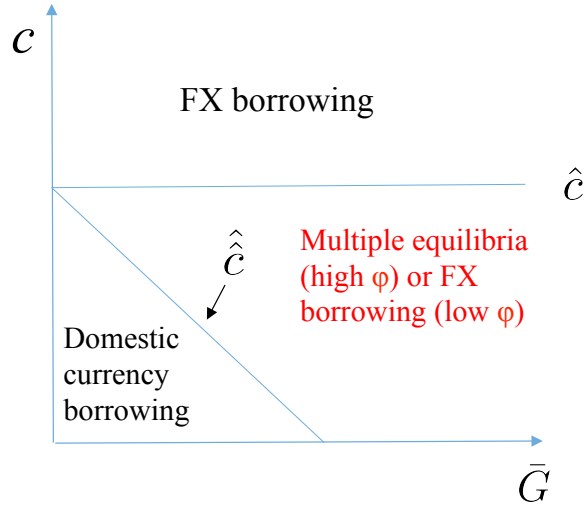 c
FX borrowing
ĉ
Multiple equilibria
(high φ) or FX
borrowing (low φ)
ĉ̂
Domestic
currency
borrowing
Ḡ